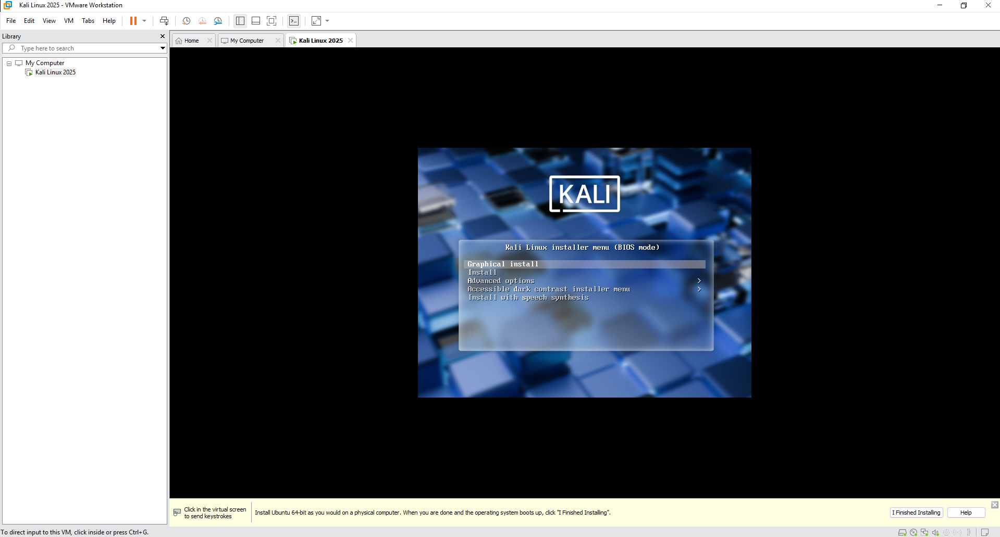 Kali Linux 2025 - VMware Workstation
File Edit View VM Tabs Help
Library
Type here to search
My Computer
Kali Linux 2025
Home
My Computer
Kali Linux 2025
KALI
Kali Linux installer menu (BIOS mode)
Graphical install
Install
Advanced options >
Accessible dark contrast installer menu >
Install with speech synthesis
Click in the virtual screen
to send keystrokes
Install Ubuntu 64-bit as you would on a physical computer. When you are done and the operating system boots up, click "I Finished Installing".
I Finished Installing
Help
To direct input to this VM, click inside or press Ctrl+G.